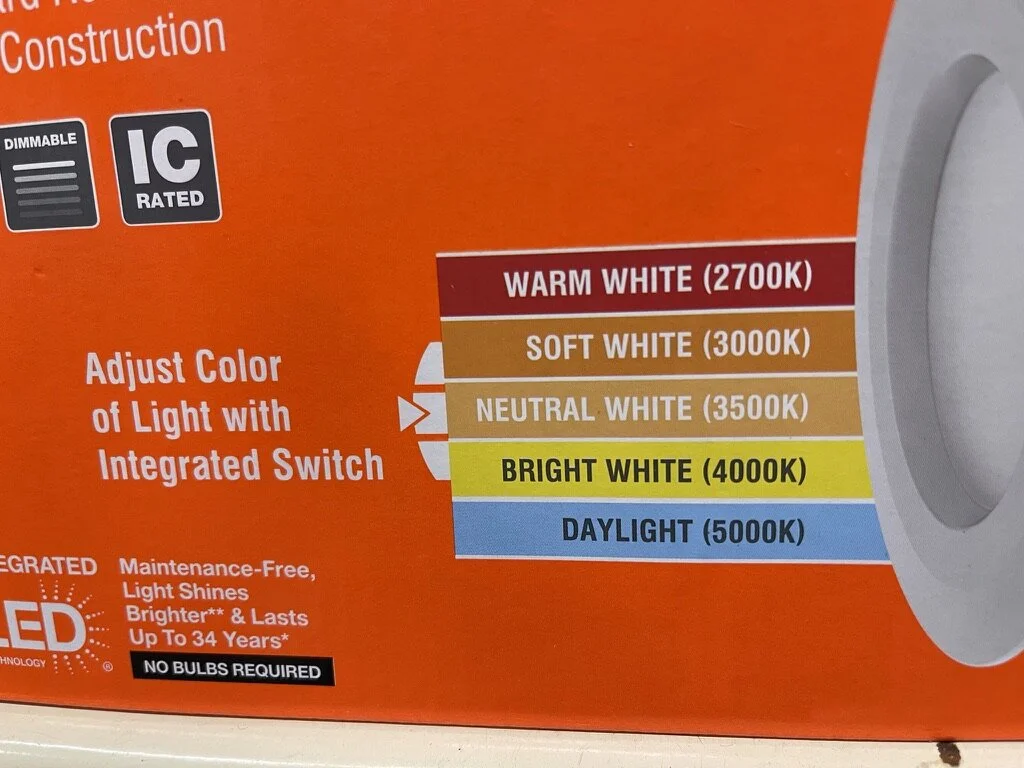 Construction
DIMMABLE
IC
RATED
WARM WHITE (2700K)
SOFT WHITE (3000K)
NEUTRAL WHITE (3500K)
BRIGHT WHITE (4000K)
DAYLIGHT (5000K)
Adjust Color
of Light with
Integrated Switch
EGRATED
LED
HNOLOGY
®
Maintenance-Free,
Light Shines
Brighter** & Lasts
Up To 34 Years*
NO BULBS REQUIRED